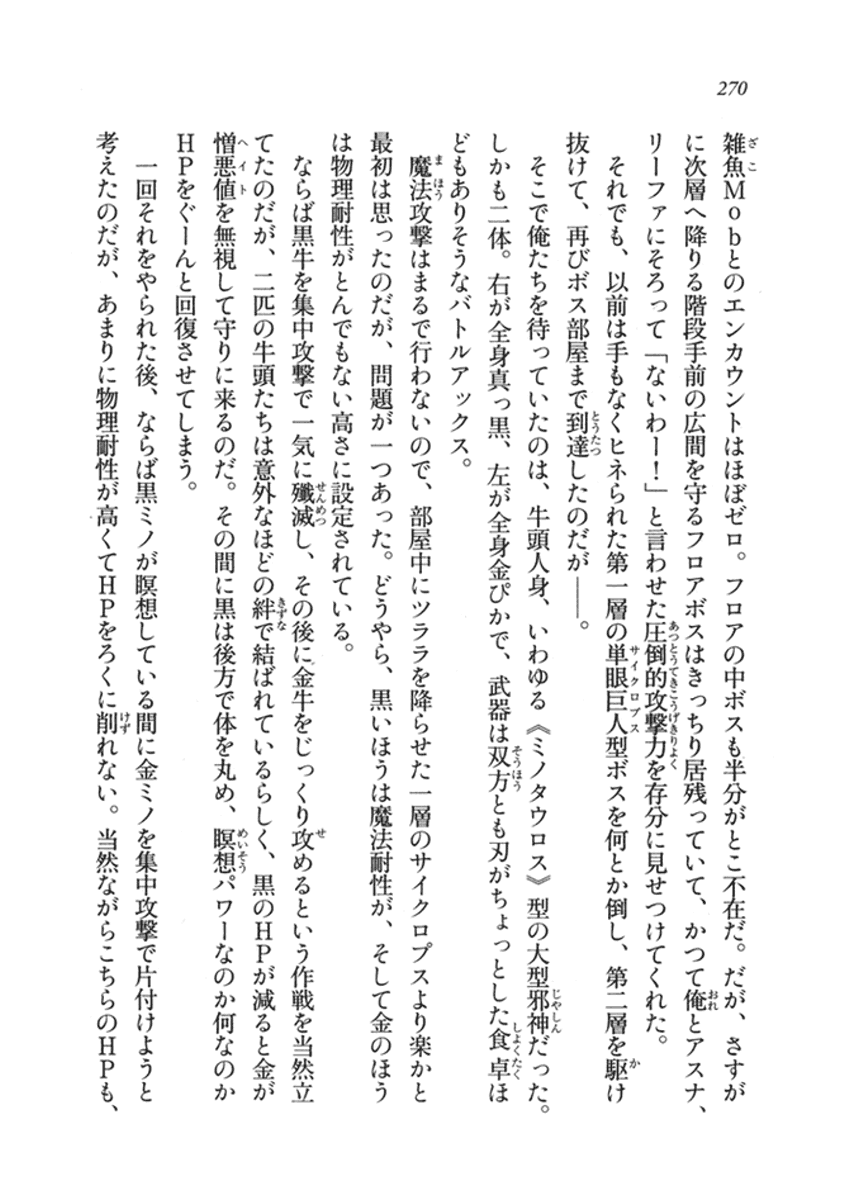 270
雑魚Mobとのエンカウントはほぼゼロ。フロアの中ボスも半分がとこ不在だ。だが、さすが
に次層へ降りる階段手前の広間を守るフロアボスはきっちり居残っていて、かつて俺とアスナ、
リーファにそろって「ないわー！」と言わせた圧倒的攻撃力を存分に見せつけてくれた。
それでも、以前は手もなくヒネられた第一層の単眼巨人型ボスを何とか倒し、第二層を駆け
抜けて、再びボス部屋まで到達したのだが――。
そこで俺たちを待っていたのは、牛頭人身、いわゆる《ミノタウロス》型の大型邪神だった。
しかも二体。右が全身真っ黒、左が全身金ぴかで、武器は双方とも刃がちょっとした食卓ほ
どもありそうなバトルアックス。
魔法攻撃はまるで行わないので、部屋中にツララを降らせた一層のサイクロプスより楽かと
最初は思ったのだが、問題が一つあった。どうやら、黒いほうは魔法耐性が、そして金のほう
は物理耐性がとんでもない高さに設定されている。
ならば黒牛を集中攻撃で一気に殲滅し、その後に金牛をじっくり攻めるという作戦を当然立
てたのだが、二匹の牛頭たちは意外なほどの絆で結ばれているらしく、黒のHPが減ると金が
憎悪値を無視して守りに来るのだ。その間に黒は後方で体を丸め、瞑想パワーなのか何なのか
HPをぐーんと回復させてしまう。
一回それをやられた後、ならば黒ミノが瞑想している間に金ミノを集中攻撃で片付けようと
考えたのだが、あまりに物理耐性が高くてHPをろくに削れない。当然ながらこちらのHPも、